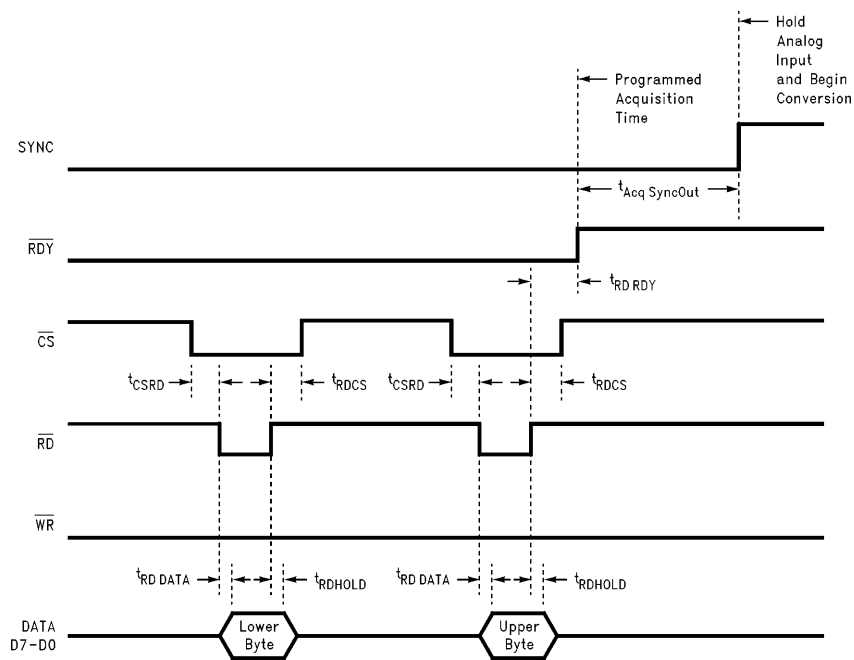 Hold
Analog
Input
and Begin
Conversion
Programmed
Acquisition
Time
SYNC
tAcq SyncOut
RDY
tRD RDY
CS
tCSRD
tRDCS
tCSRD
tRDCS
RD
WR
tRD DATA
tRDHOLD
tRD DATA
tRDHOLD
DATA
D7-D0
Lower
Byte
Upper
Byte